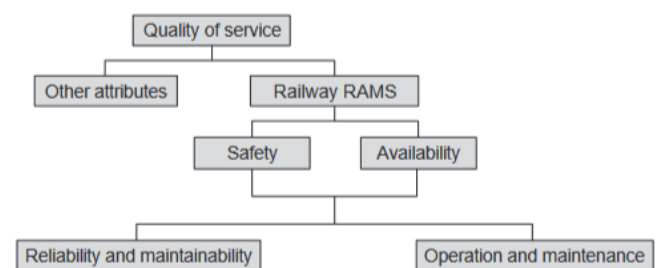 Quality of service
Other attributes
Railway RAMS
Safety
Availability
Reliability and maintainability
Operation and maintenance